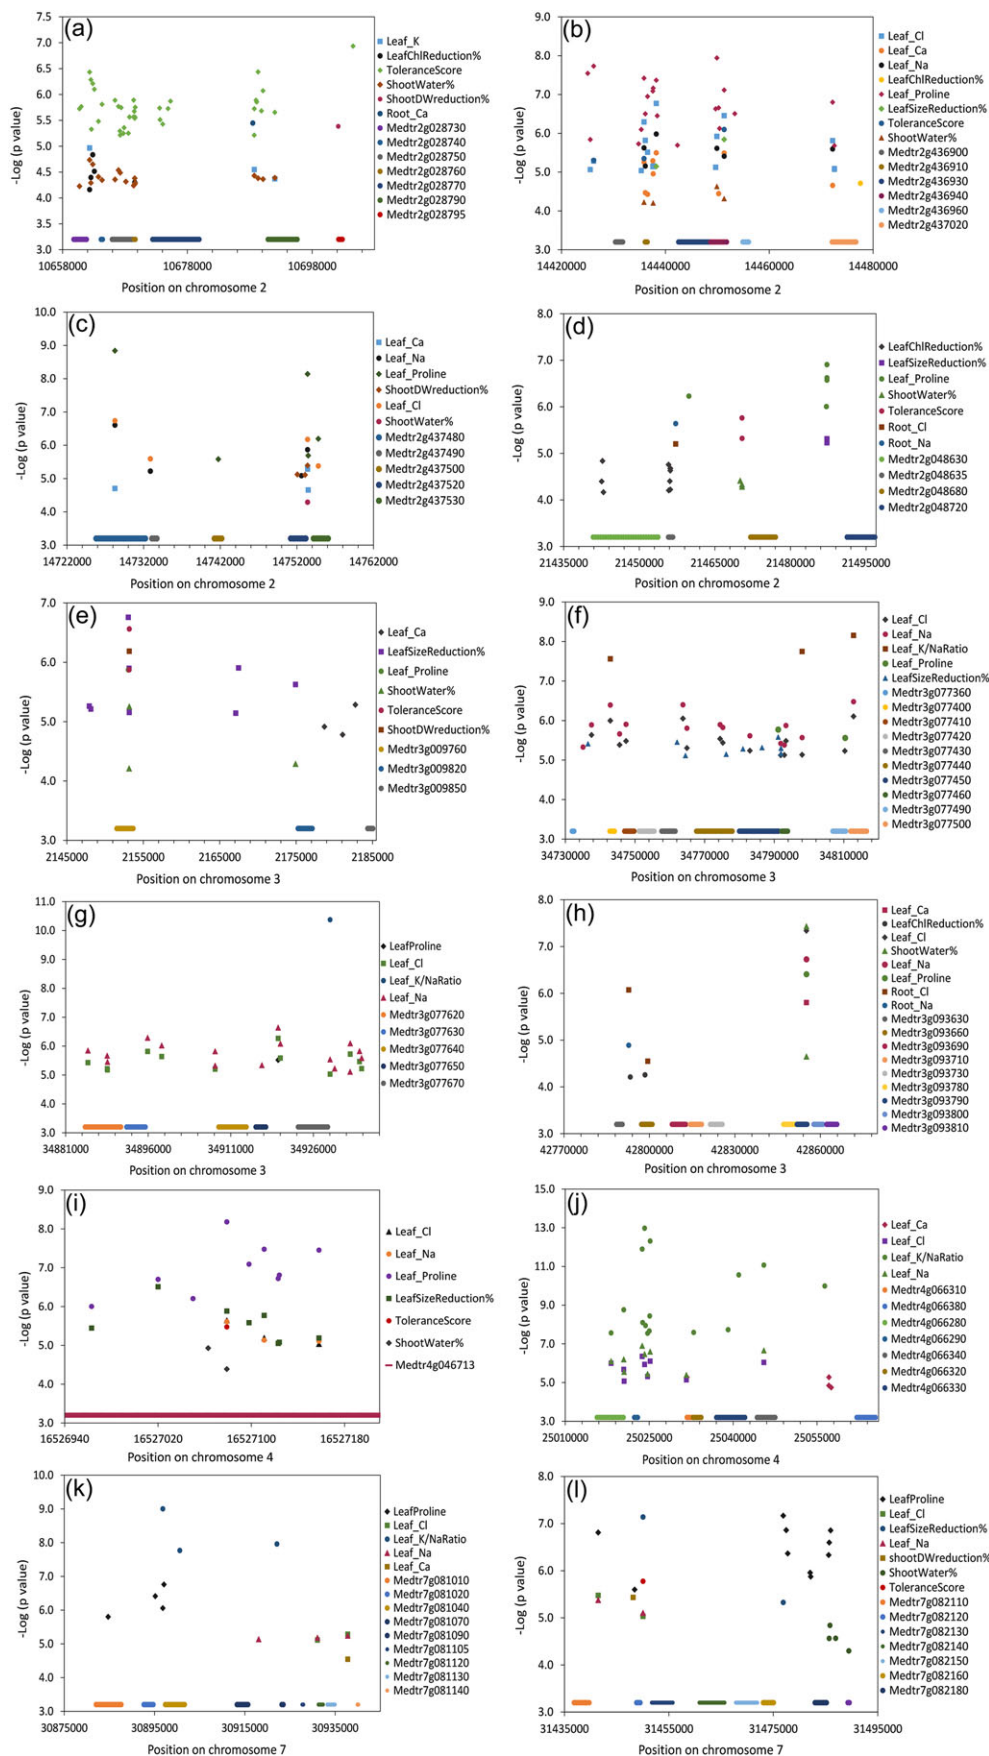 (a)
-Log (p value)
7.5
7.0
6.5
6.0
5.5
5.0
4.5
4.0
3.5
3.0
10658000 10678000 10698000
Position on chromosome 2
Leaf_K
LeafChlReduction%
ToleranceScore
ShootWater%
ShootDWreduction%
Root_Ca
Medtr2g028730
Medtr2g028740
Medtr2g028750
Medtr2g028760
Medtr2g028770
Medtr2g028790
Medtr2g028795
(b)
-Log (p value)
9.0
8.0
7.0
6.0
5.0
4.0
3.0
14420000 14440000 14460000 14480000
Position on chromosome 2
Leaf_Cl
Leaf_Ca
Leaf_Na
LeafChlReduction%
Leaf_Proline
LeafSizeReduction%
ToleranceScore
ShootWater%
Medtr2g436900
Medtr2g436910
Medtr2g436930
Medtr2g436940
Medtr2g436960
Medtr2g437020
(c)
-Log (p value)
10.0
9.0
8.0
7.0
6.0
5.0
4.0
3.0
14722000 14732000 14742000 14752000 14762000
Position on chromosome 2
Leaf_Ca
Leaf_Na
Leaf_Proline
ShootDWreduction%
Leaf_Cl
ShootWater%
Medtr2g437480
Medtr2g437490
Medtr2g437500
Medtr2g437520
Medtr2g437530
(d)
-Log (p value)
8.0
7.0
6.0
5.0
4.0
3.0
21435000 21450000 21465000 21480000 21495000
Position on chromosome 2
LeafChlReduction%
LeafSizeReduction%
Leaf_Proline
ShootWater%
ToleranceScore
Root_Cl
Root_Na
Medtr2g048630
Medtr2g048635
Medtr2g048680
Medtr2g048720
(e)
-Log (p value)
7.0
6.0
5.0
4.0
3.0
2145000 2155000 2165000 2175000 2185000
Position on chromosome 3
Leaf_Ca
LeafSizeReduction%
Leaf_Proline
ShootWater%
ToleranceScore
ShootDWreduction%
Medtr3g009760
Medtr3g009820
Medtr3g009850
(f)
-Log (p value)
9.0
8.0
7.0
6.0
5.0
4.0
3.0
34730000 34750000 34770000 34790000 34810000
Position on chromosome 3
Leaf_Cl
Leaf_Na
Leaf_K/NaRatio
Leaf_Proline
LeafSizeReduction%
Medtr3g077360
Medtr3g077400
Medtr3g077410
Medtr3g077420
Medtr3g077430
Medtr3g077440
Medtr3g077450
Medtr3g077460
Medtr3g077490
Medtr3g077500
(g)
-Log (p value)
11.0
10.0
9.0
8.0
7.0
6.0
5.0
4.0
3.0
34881000 34896000 34911000 34926000
Position on chromosome 3
LeafProline
Leaf_Cl
Leaf_K/NaRatio
Leaf_Na
Medtr3g077620
Medtr3g077630
Medtr3g077640
Medtr3g077650
Medtr3g077670
(h)
-Log (p value)
8.0
7.0
6.0
5.0
4.0
3.0
42770000 42800000 42830000 42860000
Position on chromosome 3
Leaf_Ca
LeafChlReduction%
Leaf_Cl
ShootWater%
Leaf_Na
Leaf_Proline
Root_Cl
Root_Na
Medtr3g093630
Medtr3g093660
Medtr3g093690
Medtr3g093710
Medtr3g093730
Medtr3g093780
Medtr3g093790
Medtr3g093800
Medtr3g093810
(i)
-Log (p value)
9.0
8.0
7.0
6.0
5.0
4.0
3.0
16526940 16527020 16527100 16527180
Position on chromosome 4
Leaf_Cl
Leaf_Na
Leaf_Proline
LeafSizeReduction%
ToleranceScore
ShootWater%
Medtr4g046713
(j)
-Log (p value)
15.0
13.0
11.0
9.0
7.0
5.0
3.0
25010000 25025000 25040000 25055000
Position on chromosome 4
Leaf_Ca
Leaf_Cl
Leaf_K/NaRatio
Leaf_Na
Medtr4g066310
Medtr4g066380
Medtr4g066280
Medtr4g066290
Medtr4g066340
Medtr4g066320
Medtr4g066330
(k)
-Log (p value)
10.0
9.0
8.0
7.0
6.0
5.0
4.0
3.0
30875000 30895000 30915000 30935000
Position on chromosome 7
LeafProline
Leaf_Cl
Leaf_K/NaRatio
Leaf_Na
Leaf_Ca
Medtr7g081010
Medtr7g081020
Medtr7g081040
Medtr7g081070
Medtr7g081090
Medtr7g081105
Medtr7g081120
Medtr7g081130
Medtr7g081140
(l)
-Log (p value)
8.0
7.0
6.0
5.0
4.0
3.0
31435000 31455000 31475000 31495000
Position on chromosome 7
LeafProline
Leaf_Cl
LeafSizeReduction%
Leaf_Na
shootDWreduction%
ShootWater%
ToleranceScore
Medtr7g082110
Medtr7g082120
Medtr7g082130
Medtr7g082140
Medtr7g082150
Medtr7g082160
Medtr7g082180